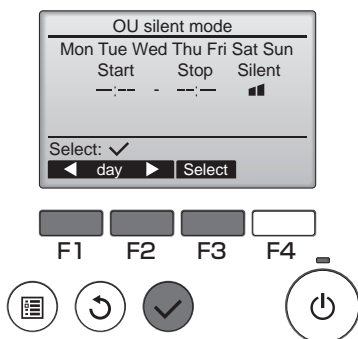 OU silent mode
Mon Tue Wed Thu Fri Sat Sun
Start Stop Silent
—:-- - --:—
Select: ✓
◀ day ▶ Select
F1 F2 F3 F4